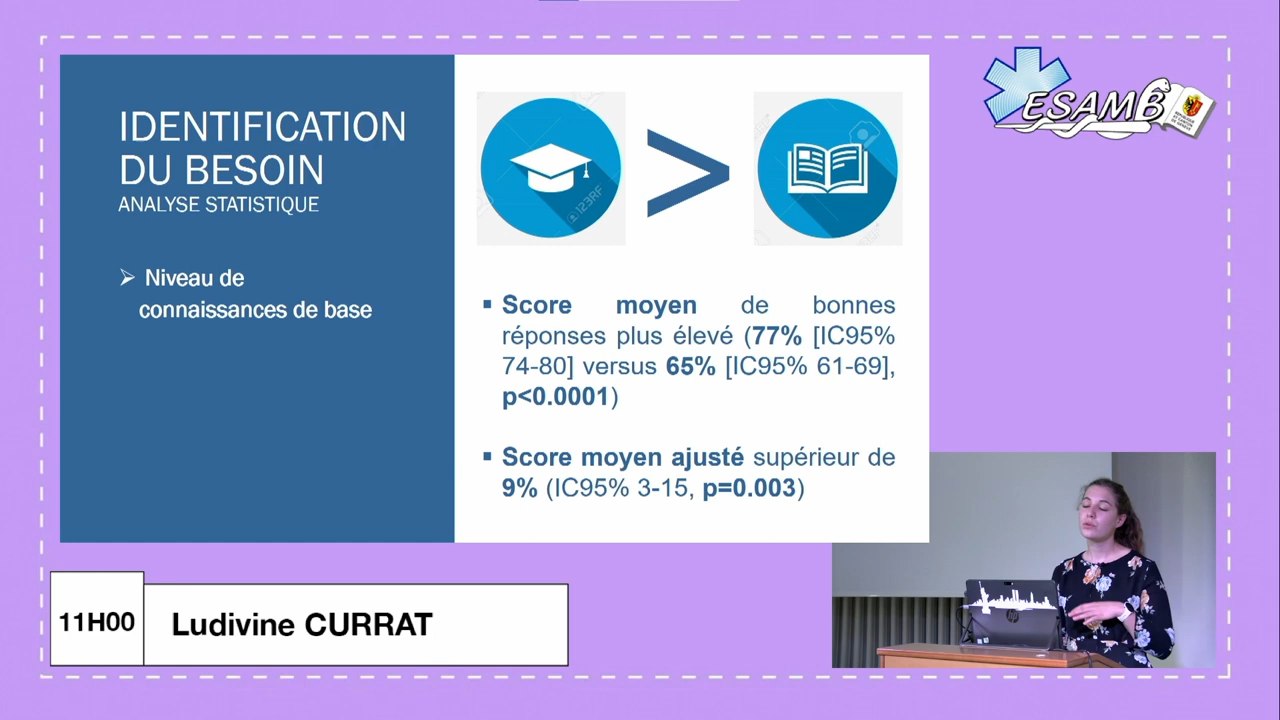 IDENTIFICATION
DU BESOIN
ANALYSE STATISTIQUE
➢ Niveau de
connaissances de base
>
123RF
▪ Score moyen de bonnes
réponses plus élevé (77% [IC95%
74-80] versus 65% [IC95% 61-69],
p<0.0001)
▪ Score moyen ajusté supérieur de
9% (IC95% 3-15, p=0.003)
ESAMB
11H00
Ludivine CURRAT
hp